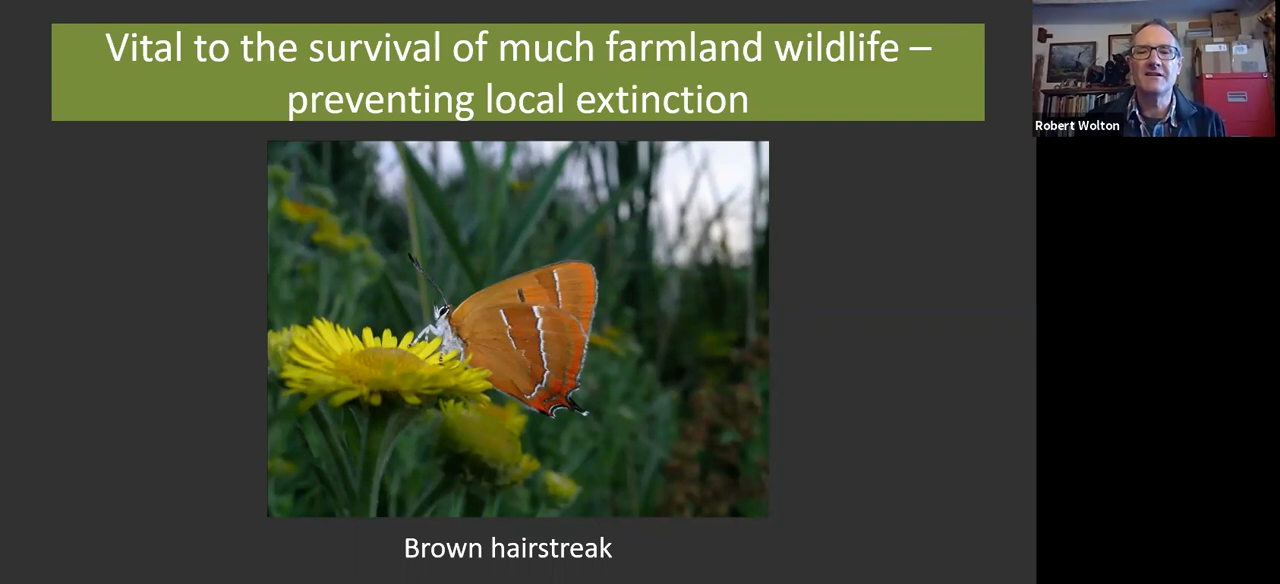 Vital to the survival of much farmland wildlife –
preventing local extinction
Robert Wolton
Brown hairstreak